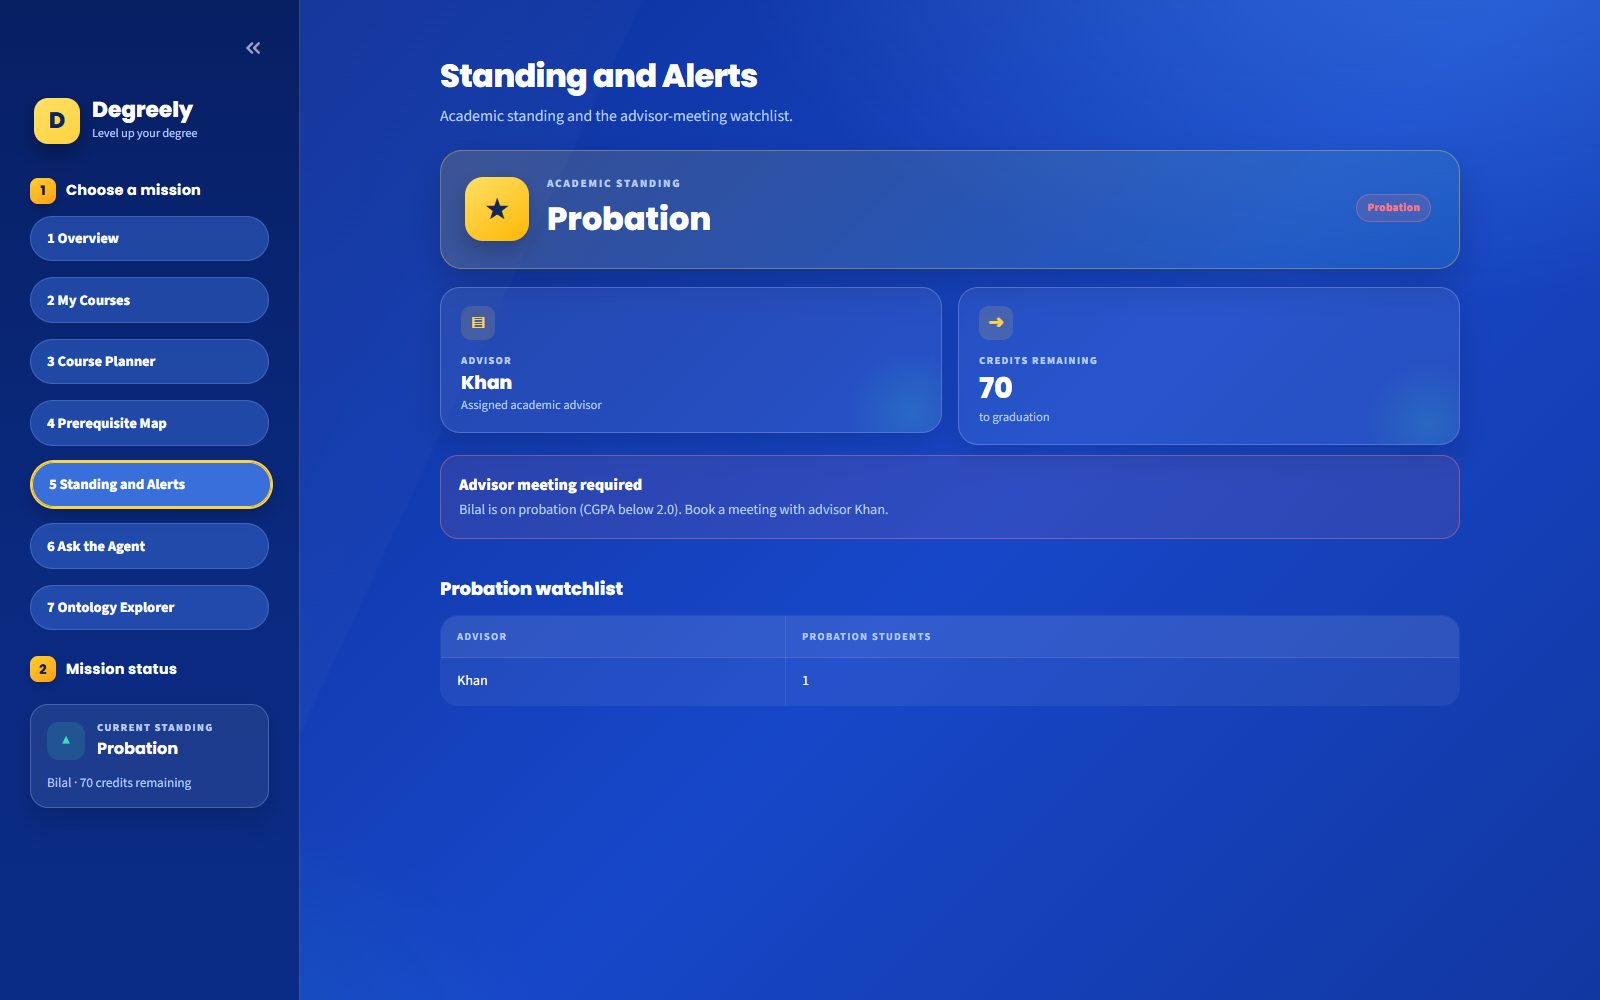 D
Degreely
Level up your degree
1 Choose a mission
1 Overview
2 My Courses
3 Course Planner
4 Prerequisite Map
5 Standing and Alerts
6 Ask the Agent
7 Ontology Explorer
2 Mission status
CURRENT STANDING
Probation
Bilal · 70 credits remaining
Standing and Alerts
Academic standing and the advisor-meeting watchlist.
ACADEMIC STANDING
Probation
Probation
ADVISOR
Khan
Assigned academic advisor
CREDITS REMAINING
70
to graduation
Advisor meeting required
Bilal is on probation (CGPA below 2.0). Book a meeting with advisor Khan.
Probation watchlist
ADVISOR PROBATION STUDENTS
Khan 1